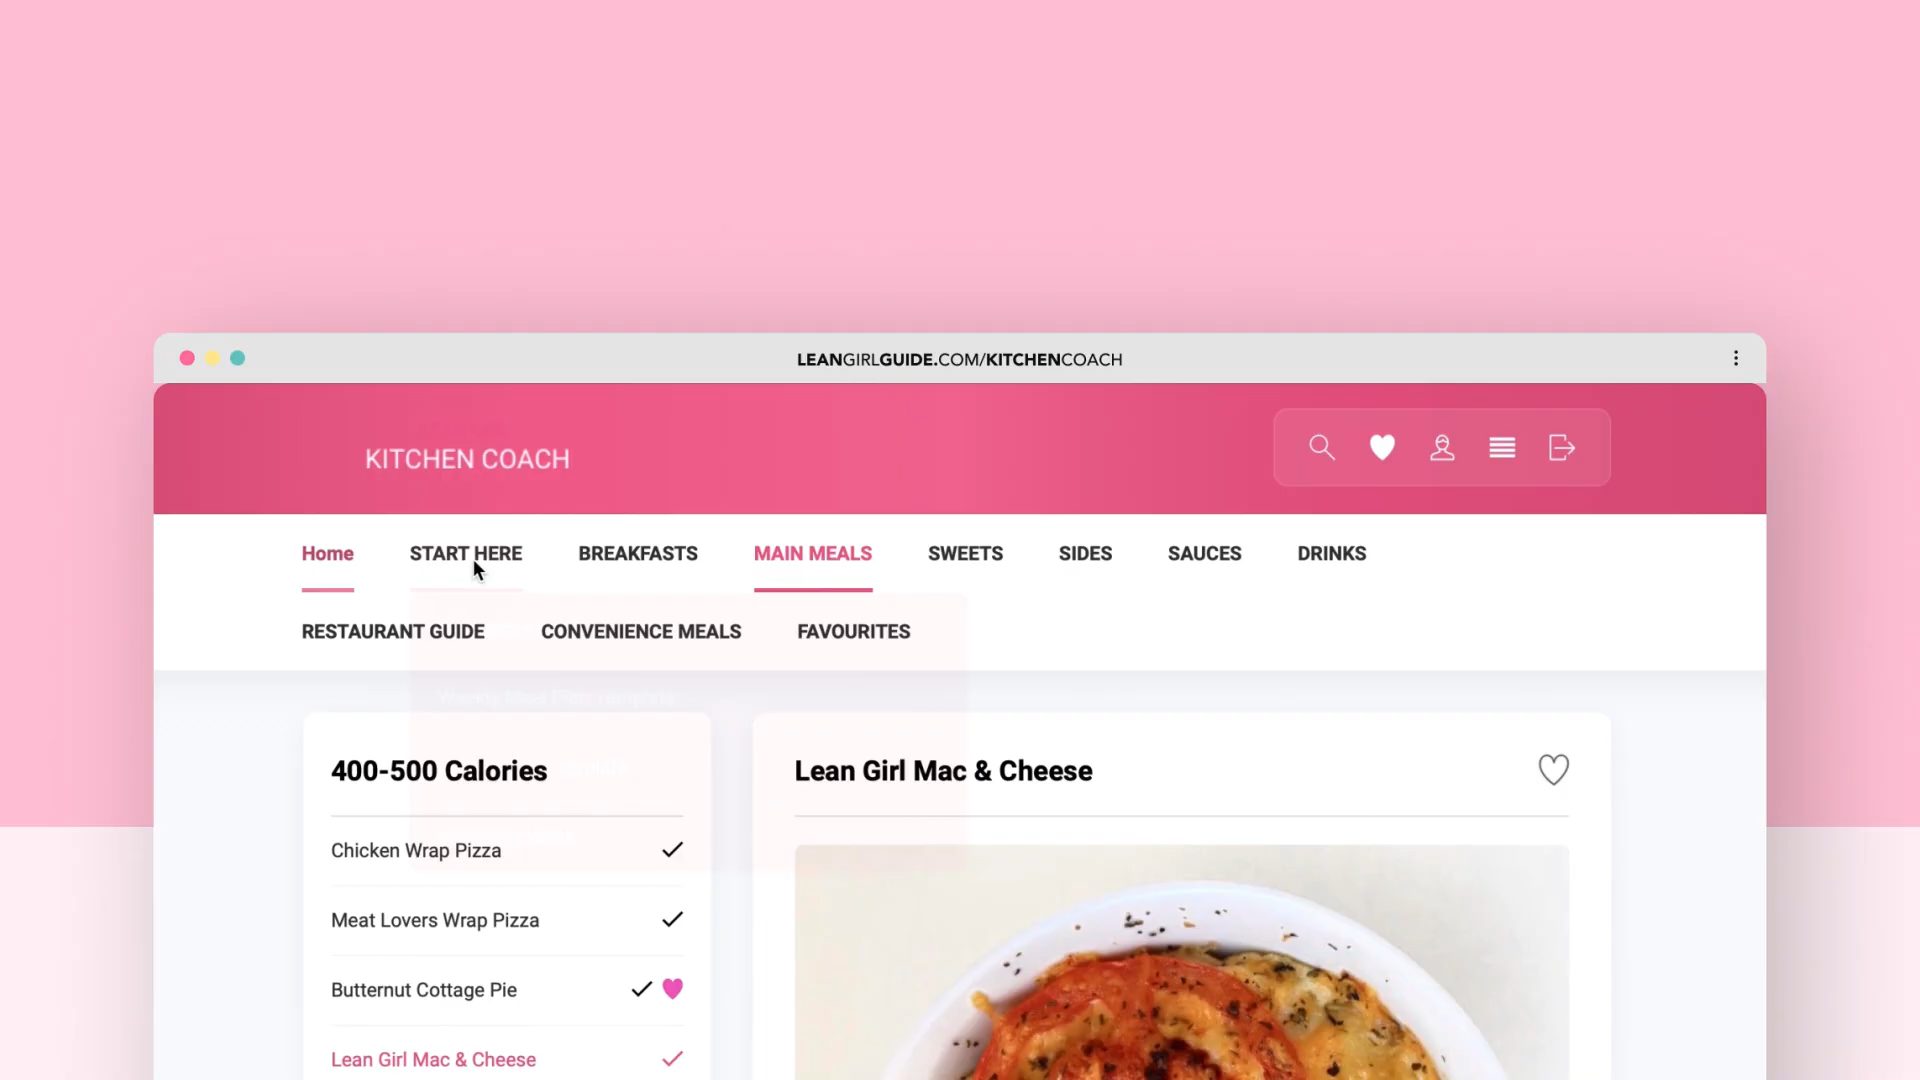 LEANGIRLGUIDE.COM/KITCHENCOACH
KITCHEN COACH
Home START HERE BREAKFASTS MAIN MEALS SWEETS SIDES SAUCES DRINKS
RESTAURANT GUIDE CONVENIENCE MEALS FAVOURITES
400-500 Calories
Chicken Wrap Pizza
Meat Lovers Wrap Pizza
Butternut Cottage Pie
Lean Girl Mac & Cheese
Lean Girl Mac & Cheese